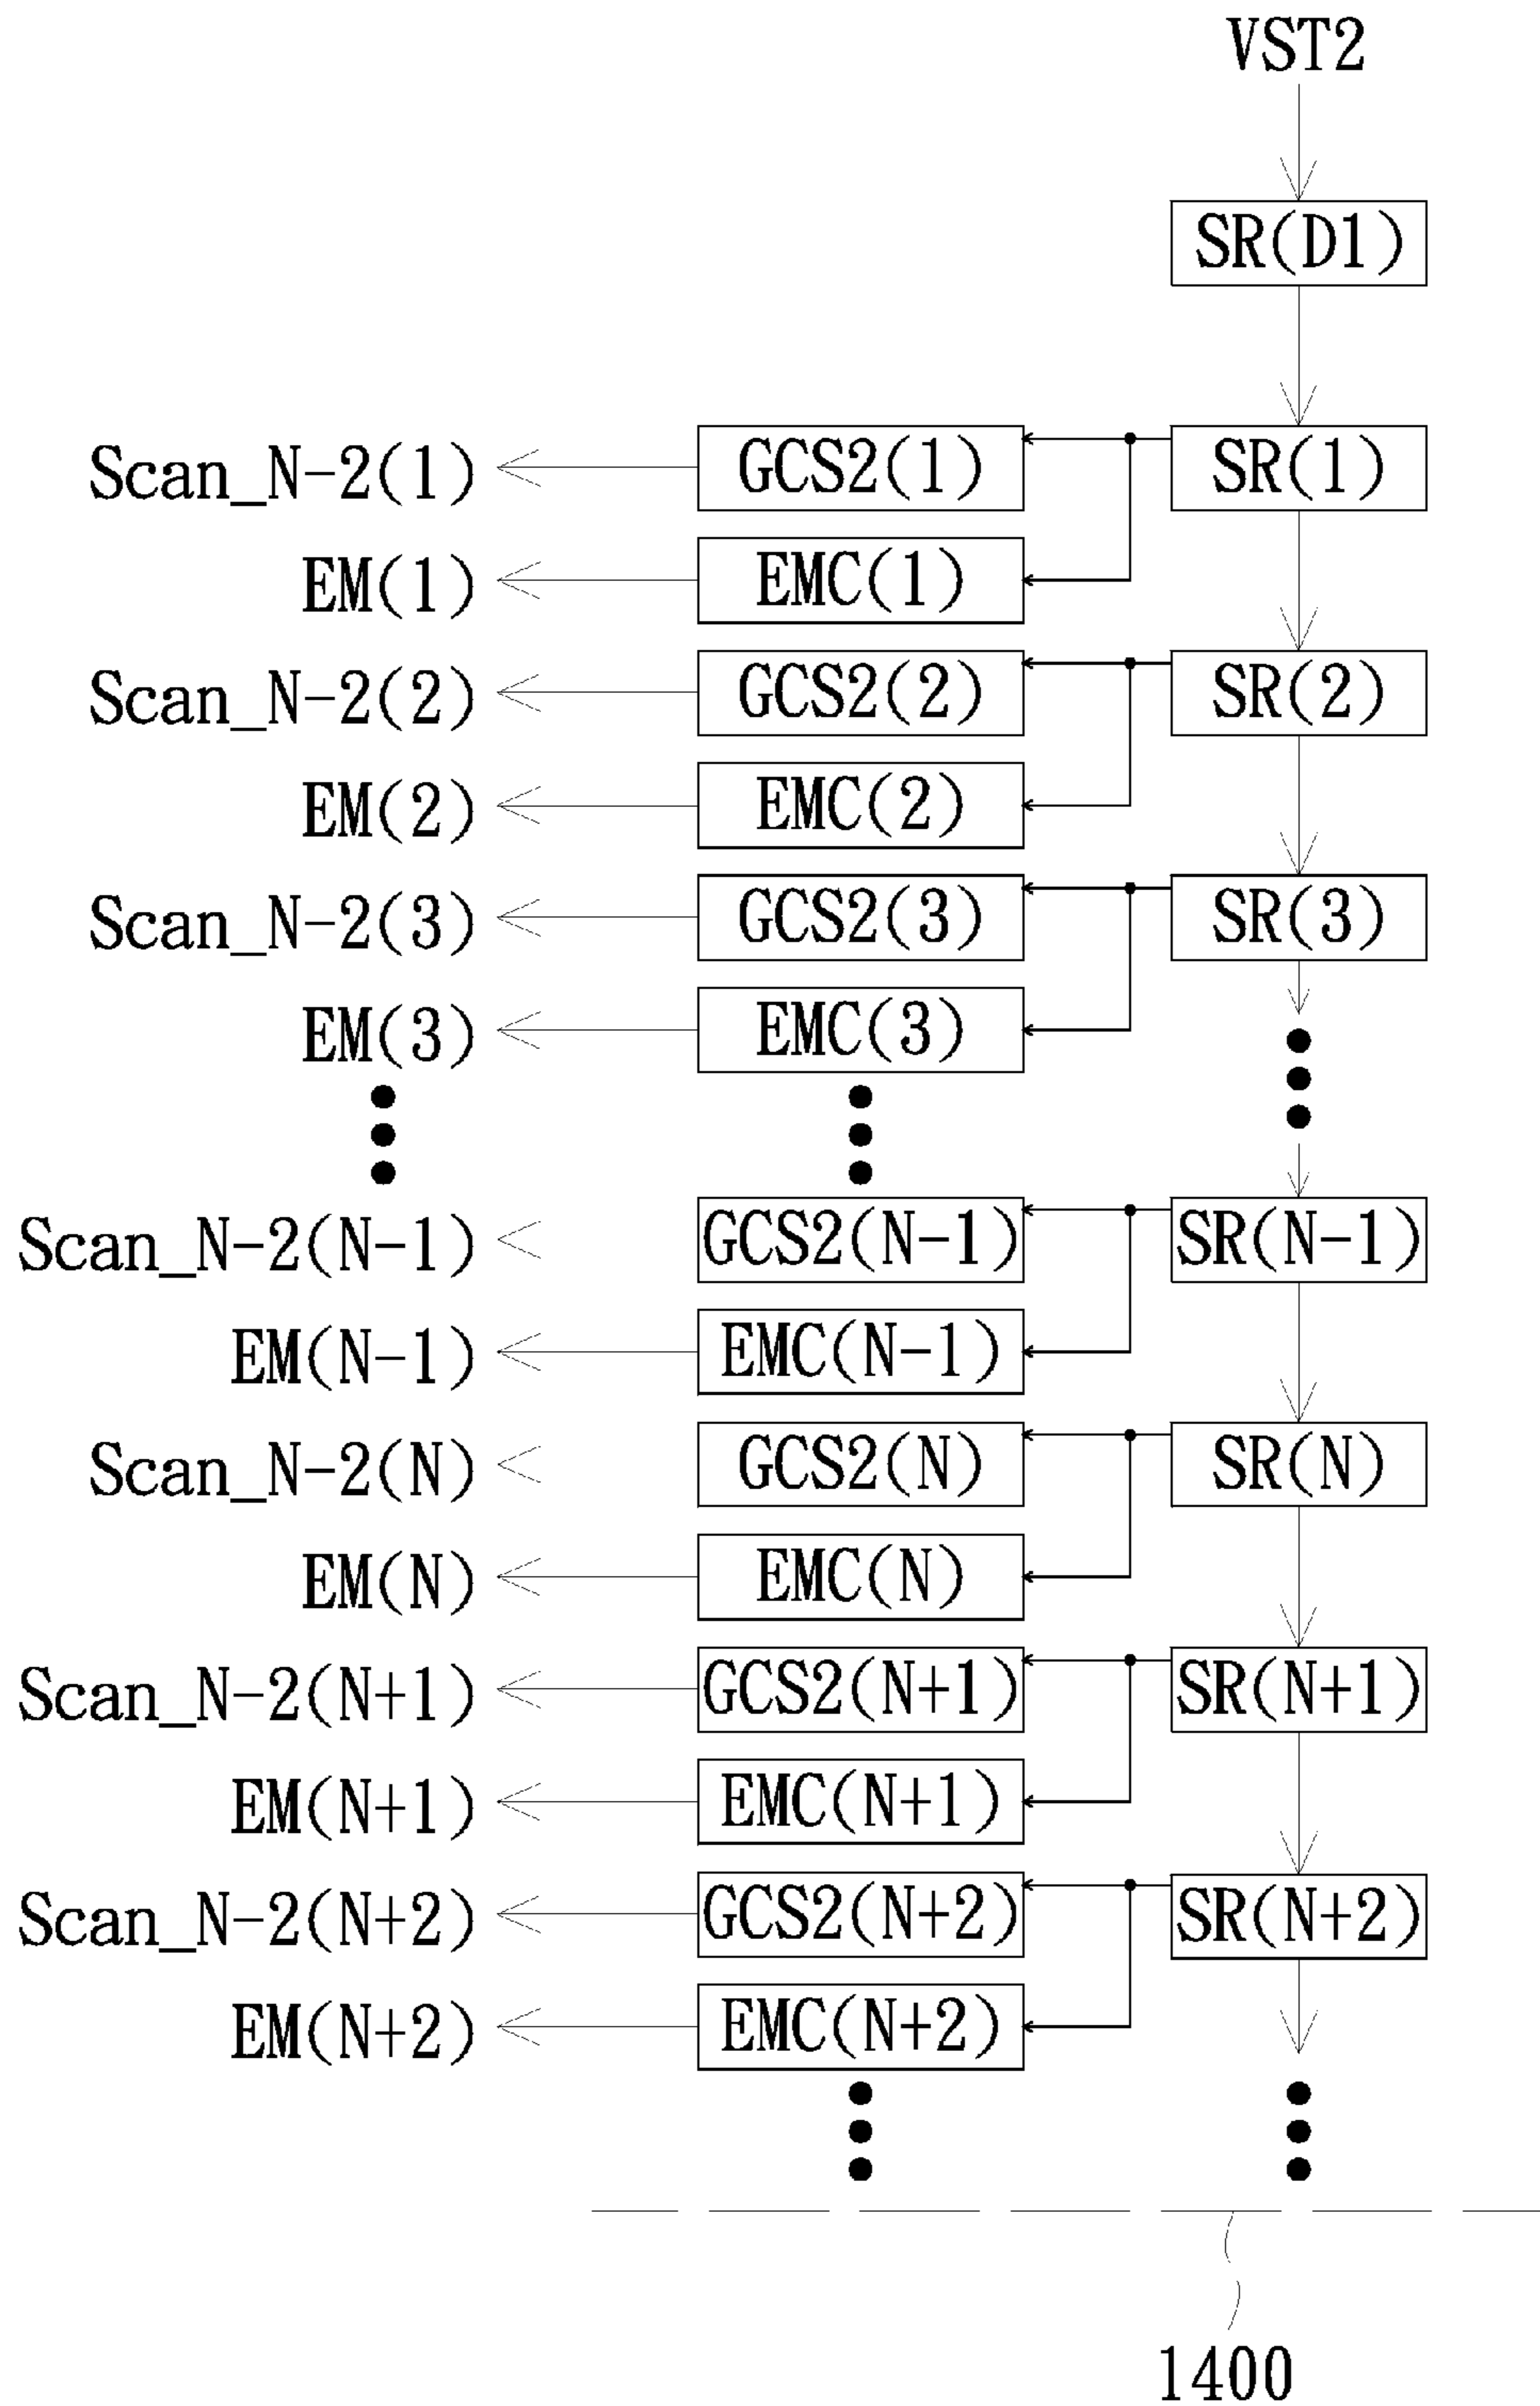 VST2
SR(D1)
Scan_N-2(1) GCS2(1) SR(1)
EM(1) EMC(1)
Scan_N-2(2) GCS2(2) SR(2)
EM(2) EMC(2)
Scan_N-2(3) GCS2(3) SR(3)
EM(3) EMC(3)
Scan_N-2(N-1) GCS2(N-1) SR(N-1)
EM(N-1) EMC(N-1)
Scan_N-2(N) GCS2(N) SR(N)
EM(N) EMC(N)
Scan_N-2(N+1) GCS2(N+1) SR(N+1)
EM(N+1) EMC(N+1)
Scan_N-2(N+2) GCS2(N+2) SR(N+2)
EM(N+2) EMC(N+2)
1400